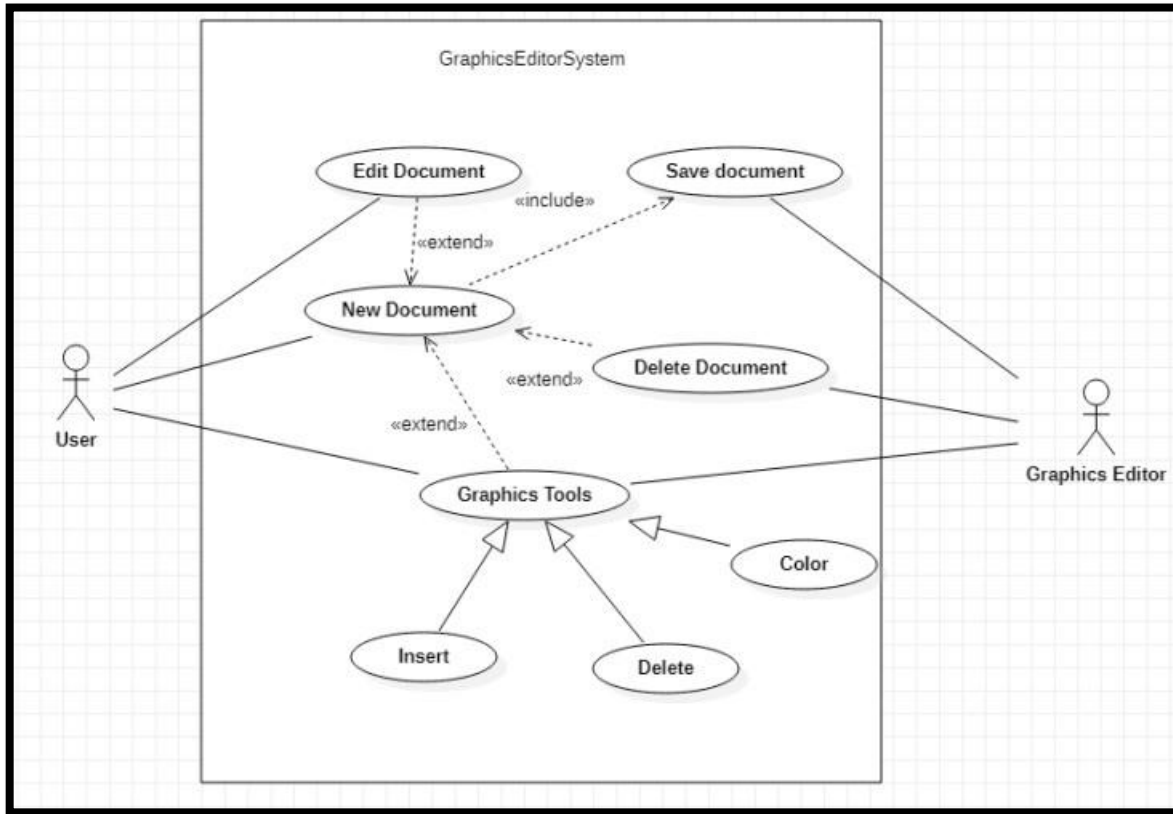 GraphicsEditorSystem
Edit Document
Save document
«include»
«extend»
New Document
Delete Document
«extend»
«extend»
User
Graphics Editor
Graphics Tools
Color
Insert
Delete